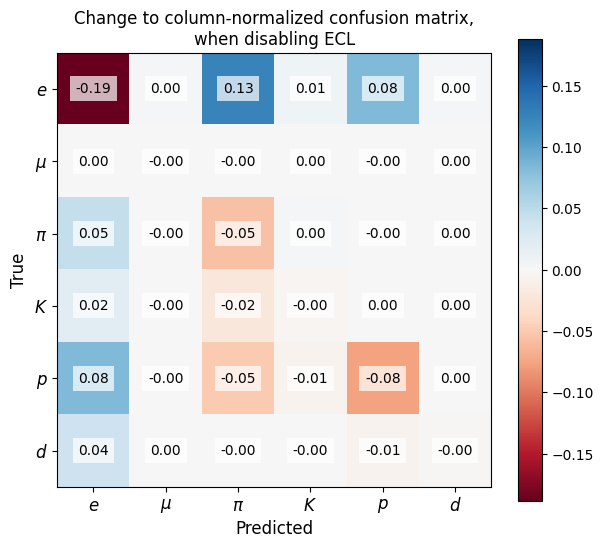 Change to column-normalized confusion matrix,
when disabling ECL
e -0.19 0.00 0.13 0.01 0.08 0.00
μ 0.00 -0.00 -0.00 0.00 -0.00 0.00
π 0.05 -0.00 -0.05 0.00 -0.00 0.00
K 0.02 -0.00 -0.02 -0.00 0.00 0.00
p 0.08 -0.00 -0.05 -0.01 -0.08 0.00
d 0.04 0.00 -0.00 -0.00 -0.01 -0.00
e μ π K p d
Predicted
True
0.15
0.10
0.05
0.00
−0.05
−0.10
−0.15